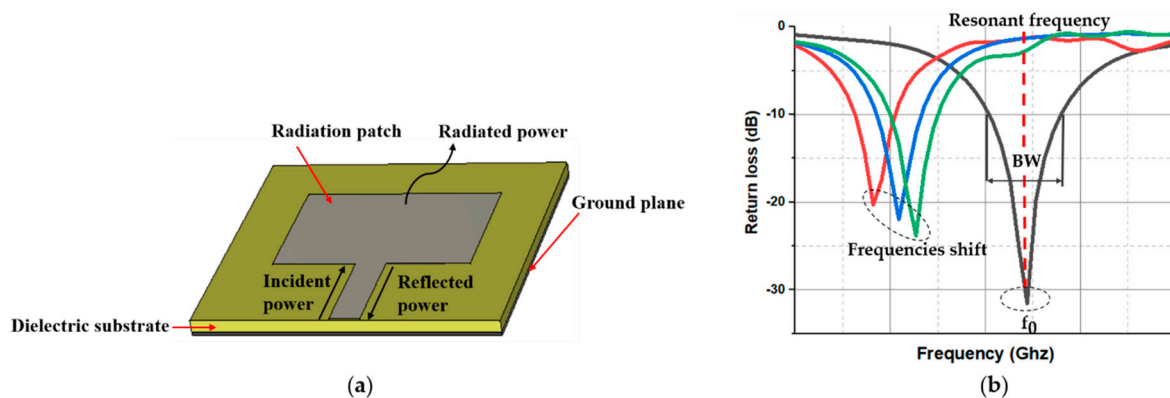 Radiation patch
Radiated power
Ground plane
Incident
power
Reflected
power
Dielectric substrate
(a)
Resonant frequency
0
-10
-20
-30
Return loss (dB)
BW
Frequencies shift
f0
Frequency (Ghz)
(b)